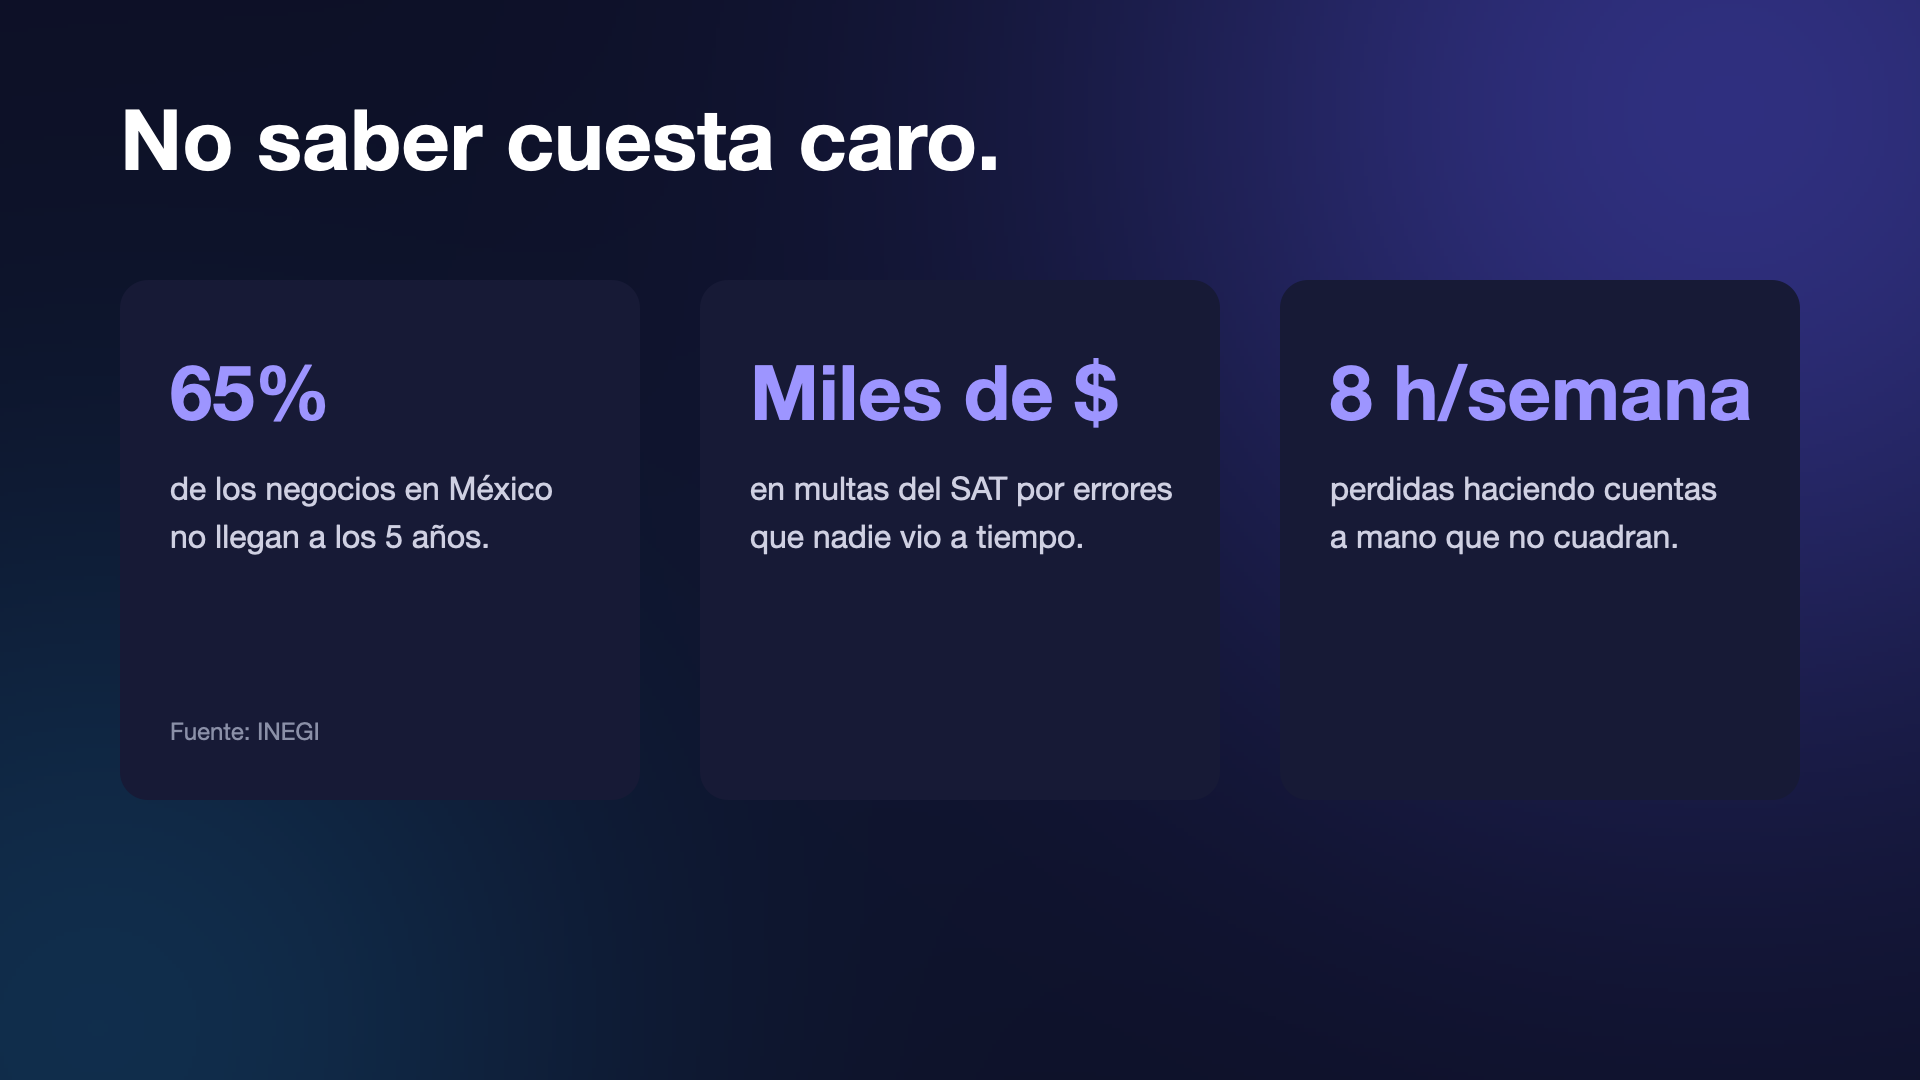 No saber cuesta caro.
65%
de los negocios en México
no llegan a los 5 años.
Fuente: INEGI
Miles de $
en multas del SAT por errores
que nadie vio a tiempo.
8 h/semana
perdidas haciendo cuentas
a mano que no cuadran.